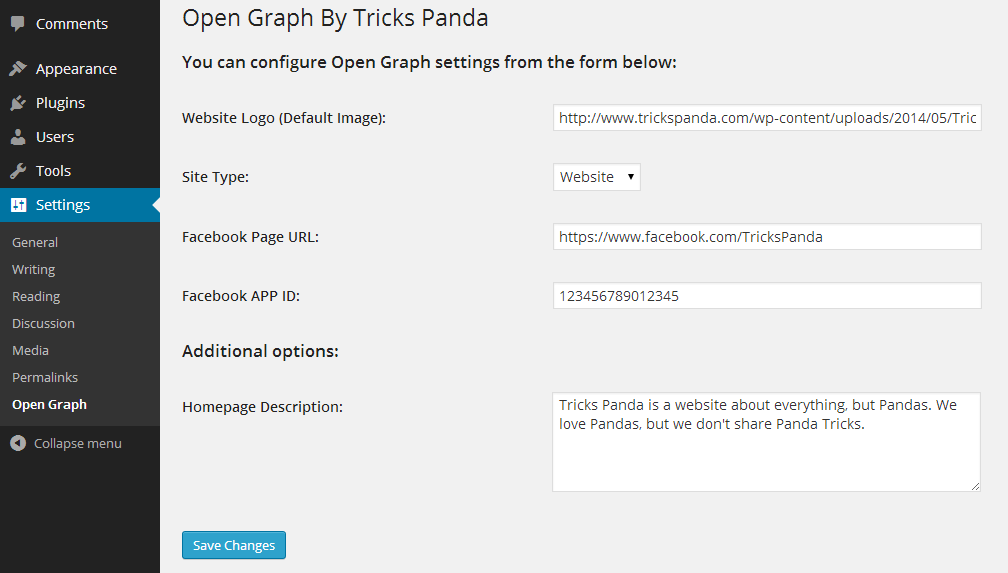 Comments
Appearance
Plugins
Users
Tools
Settings
General
Writing
Reading
Discussion
Media
Permalinks
Open Graph
Collapse menu
Open Graph By Tricks Panda
You can configure Open Graph settings from the form below:
Website Logo (Default Image): http://www.trickspanda.com/wp-content/uploads/2014/05/Tric
Site Type: Website
Facebook Page URL: https://www.facebook.com/TricksPanda
Facebook APP ID: 123456789012345
Additional options:
Homepage Description: Tricks Panda is a website about everything, but Pandas. We
love Pandas, but we don't share Panda Tricks.
Save Changes